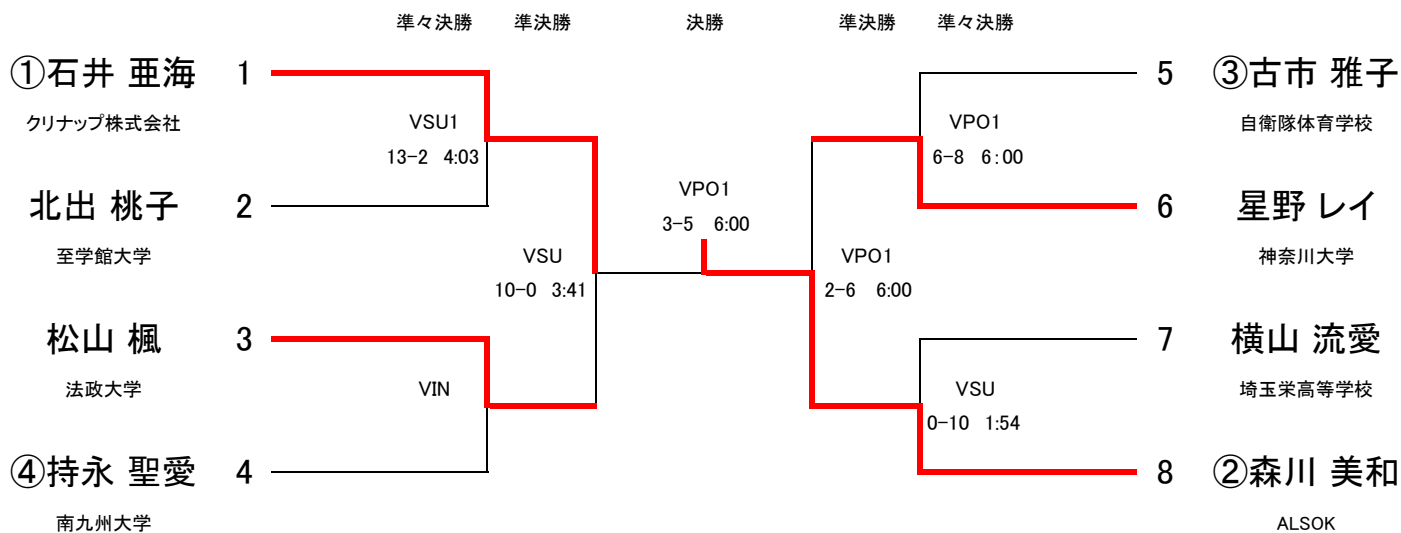 準々決勝 準決勝 決勝 準決勝 準々決勝
①石井 亜海 1
クリナップ株式会社
VSU1
13-2 4:03
北出 桃子 2
至学館大学
VSU
10-0 3:41
松山 楓 3
法政大学
VIN
④持永 聖愛 4
南九州大学
VPO1
3-5 6:00
5 ③古市 雅子
自衛隊体育学校
VPO1
6-8 6:00
6 星野 レイ
神奈川大学
VPO1
2-6 6:00
7 横山 流愛
埼玉栄高等学校
VSU
0-10 1:54
8 ②森川 美和
ALSOK